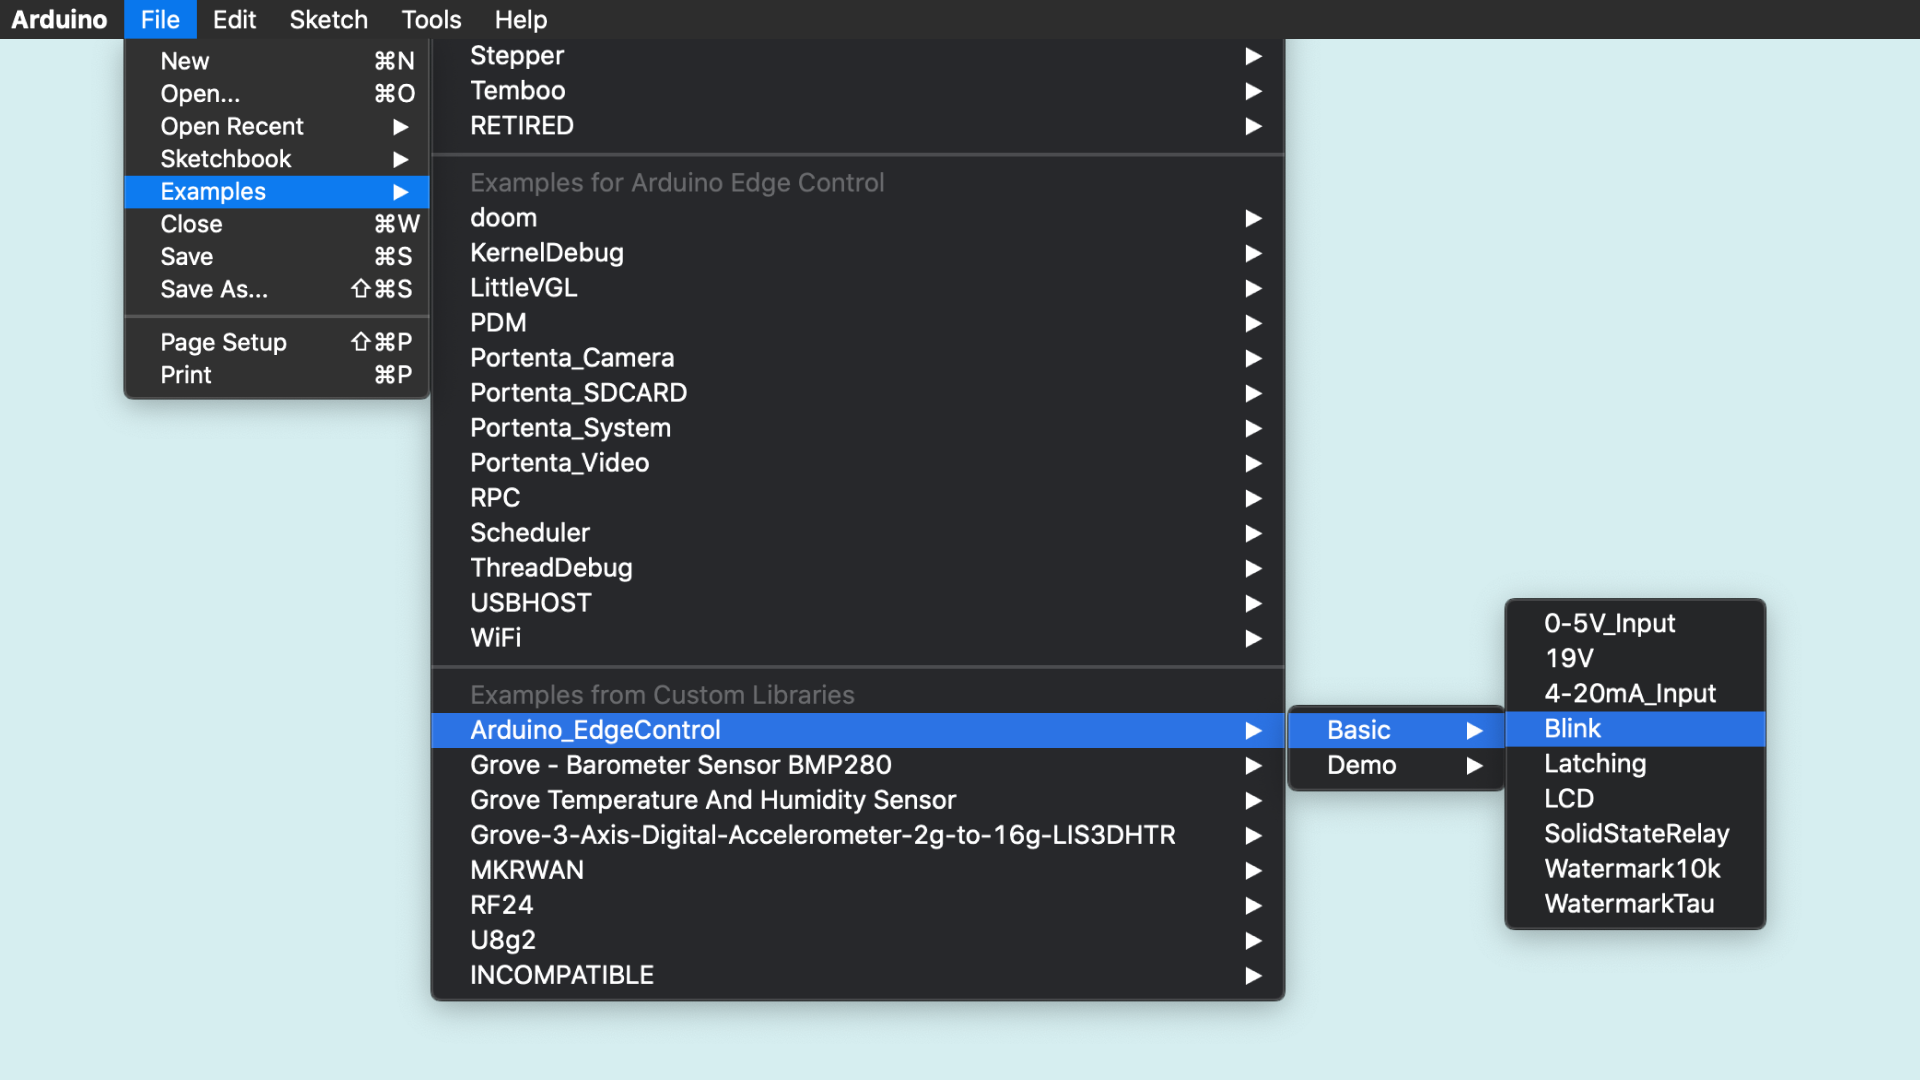 Arduino File Edit Sketch Tools Help
New ⌘N
Open... ⌘O
Open Recent ▶
Sketchbook ▶
Examples ▶
Close ⌘W
Save ⌘S
Save As... ⇧⌘S
Page Setup ⇧⌘P
Print ⌘P
Stepper ▶
Temboo ▶
RETIRED ▶
Examples for Arduino Edge Control
doom ▶
KernelDebug ▶
LittleVGL ▶
PDM ▶
Portenta_Camera ▶
Portenta_SDCARD ▶
Portenta_System ▶
Portenta_Video ▶
RPC ▶
Scheduler ▶
ThreadDebug ▶
USBHOST ▶
WiFi ▶
Examples from Custom Libraries
Arduino_EdgeControl ▶
Grove - Barometer Sensor BMP280 ▶
Grove Temperature And Humidity Sensor ▶
Grove-3-Axis-Digital-Accelerometer-2g-to-16g-LIS3DHTR ▶
MKRWAN ▶
RF24 ▶
U8g2 ▶
INCOMPATIBLE ▶
Basic ▶
Demo ▶
0-5V_Input
19V
4-20mA_Input
Blink
Latching
LCD
SolidStateRelay
Watermark10k
WatermarkTau